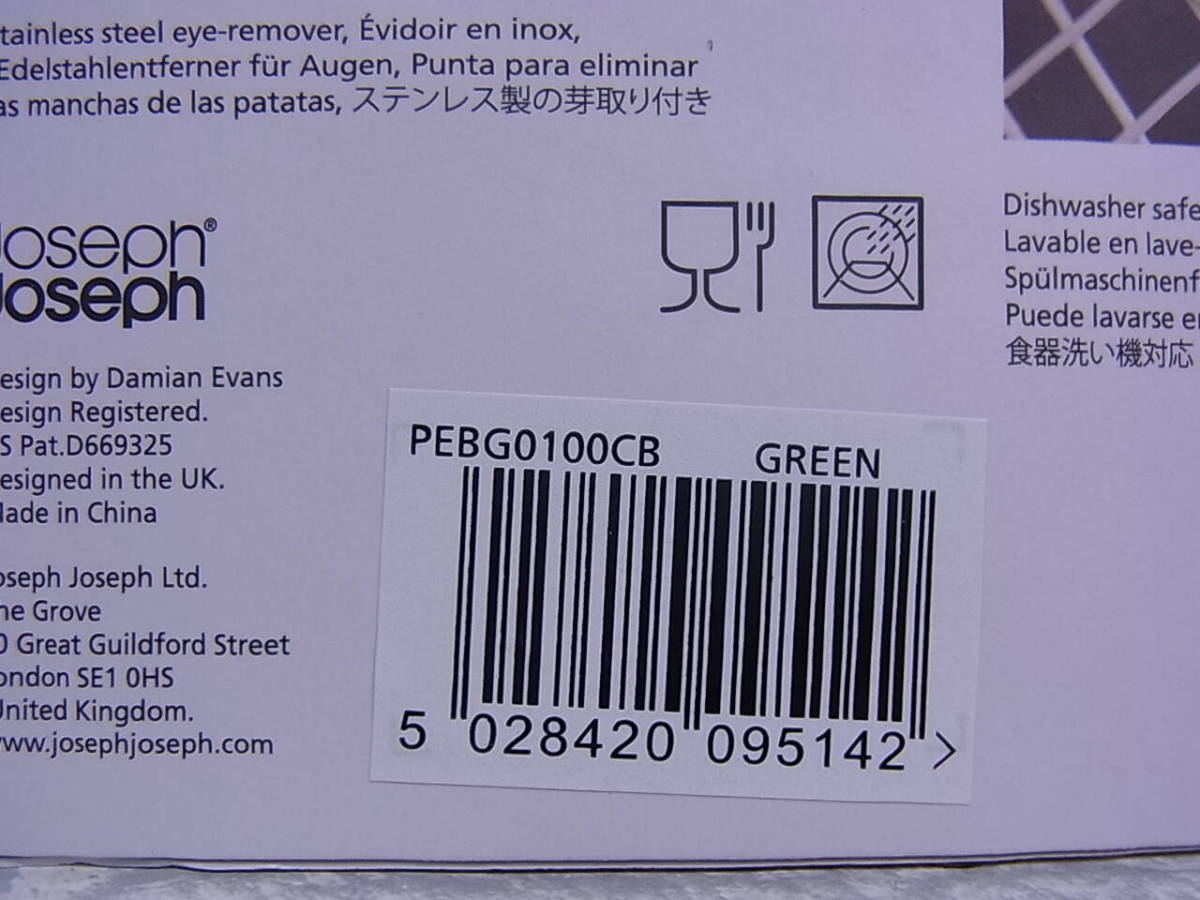 tainless steel eye-remover, Évidoir en inox,
Edelstahlentferner für Augen, Punta para eliminar
as manchas de las patatas, ステンレス製の芽取り付き
Joseph®
Joseph
Dishwasher safe
Lavable en lave-
Spülmaschinenf
Puede lavarse en
食器洗い機対応
esign by Damian Evans
esign Registered.
S Pat.D669325
esigned in the UK.
Made in China
oseph Joseph Ltd.
he Grove
0 Great Guildford Street
ondon SE1 0HS
United Kingdom.
www.josephjoseph.com
PEBG0100CB GREEN
5 028420 095142 >